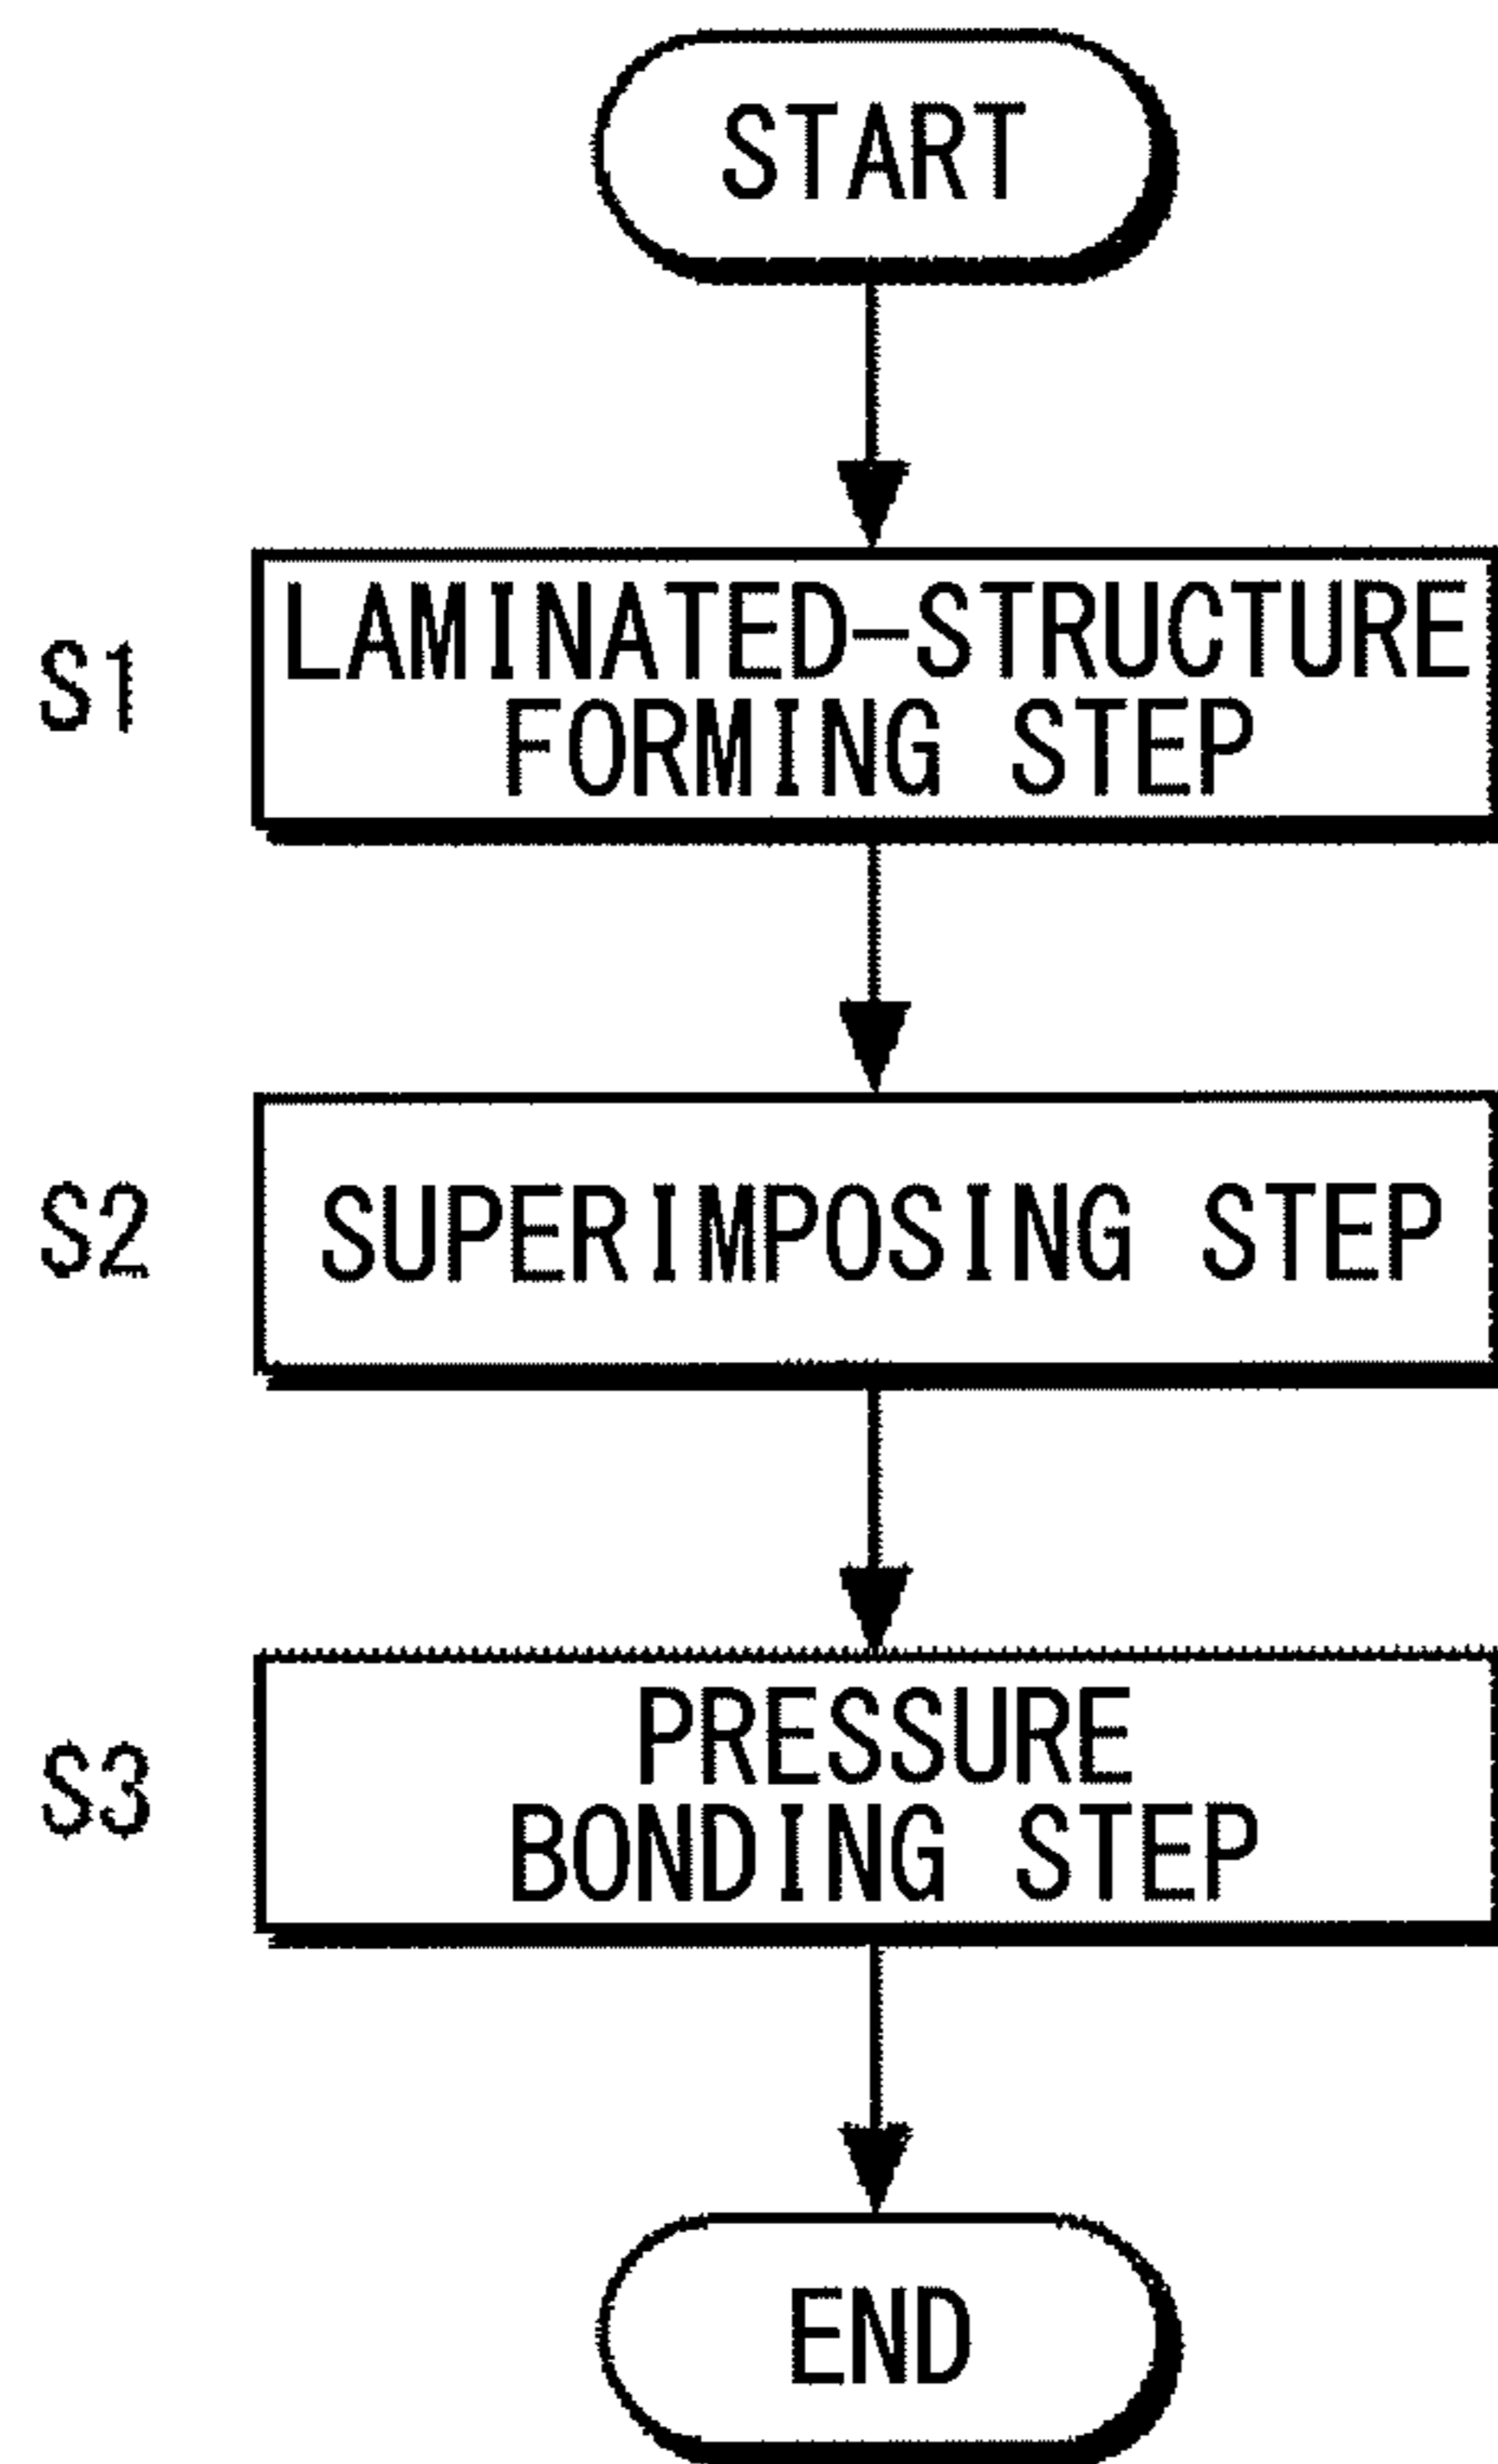 START
S1
LAMINATED-STRUCTURE
FORMING STEP
S2
SUPERIMPOSING STEP
S3
PRESSURE
BONDING STEP
END